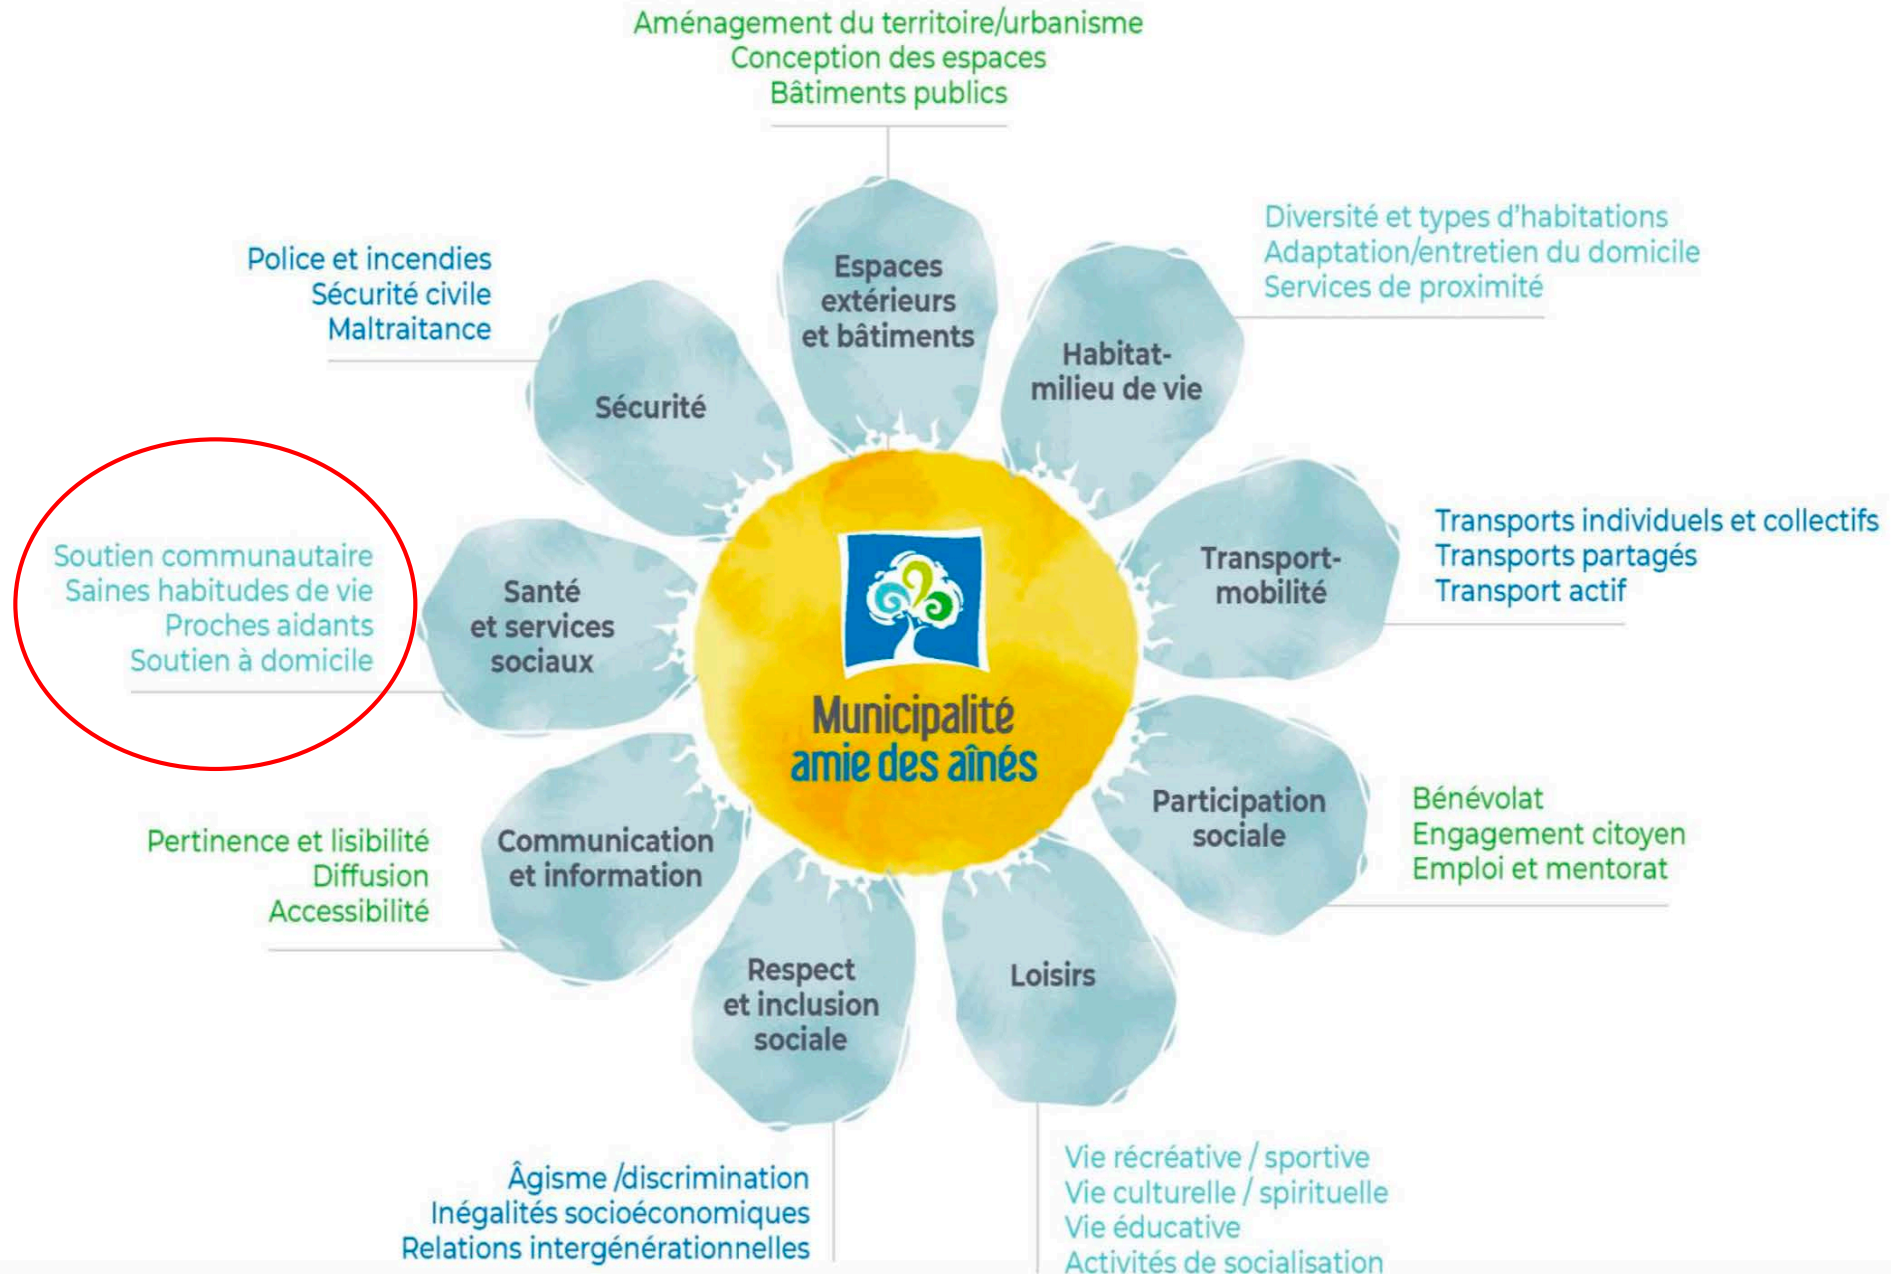 Aménagement du territoire/urbanisme
Conception des espaces
Bâtiments publics
Espaces
extérieurs
et bâtiments
Diversité et types d'habitations
Adaptation/entretien du domicile
Services de proximité
Habitat-
milieu de vie
Transports individuels et collectifs
Transports partagés
Transport actif
Transport-
mobilité
Participation
sociale
Bénévolat
Engagement citoyen
Emploi et mentorat
Loisirs
Vie récréative / sportive
Vie culturelle / spirituelle
Vie éducative
Activités de socialisation
Respect
et inclusion
sociale
Âgisme /discrimination
Inégalités socioéconomiques
Relations intergénérationnelles
Communication
et information
Pertinence et lisibilité
Diffusion
Accessibilité
Santé
et services
sociaux
Soutien communautaire
Saines habitudes de vie
Proches aidants
Soutien à domicile
Sécurité
Police et incendies
Sécurité civile
Maltraitance
Municipalité
amie des aînés